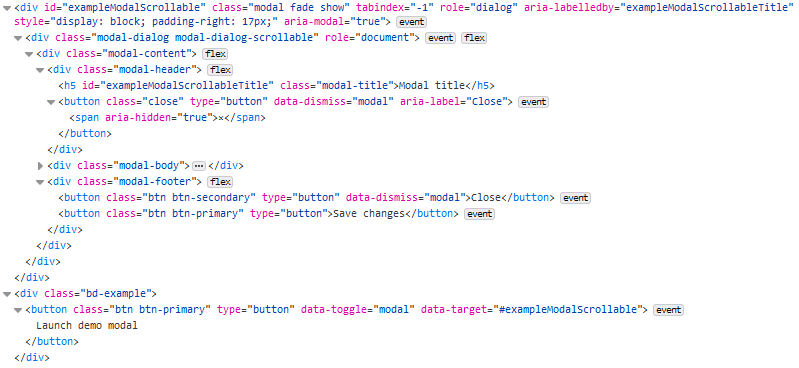 <div id="exampleModalScrollable" class="modal fade show" tabindex="-1" role="dialog" aria-labelledby="exampleModalScrollableTitle"
style="display: block; padding-right: 17px;" aria-modal="true"> event
<div class="modal-dialog modal-dialog-scrollable" role="document"> event flex
<div class="modal-content"> flex
<div class="modal-header"> flex
<h5 id="exampleModalScrollableTitle" class="modal-title">Modal title</h5>
<button class="close" type="button" data-dismiss="modal" aria-label="Close"> event
<span aria-hidden="true">×</span>
</button>
</div>
<div class="modal-body"> ⋯ </div>
<div class="modal-footer"> flex
<button class="btn btn-secondary" type="button" data-dismiss="modal">Close</button> event
<button class="btn btn-primary" type="button">Save changes</button> event
</div>
</div>
</div>
</div>
<div class="bd-example">
<button class="btn btn-primary" type="button" data-toggle="modal" data-target="#exampleModalScrollable"> event
Launch demo modal
</button>
</div>